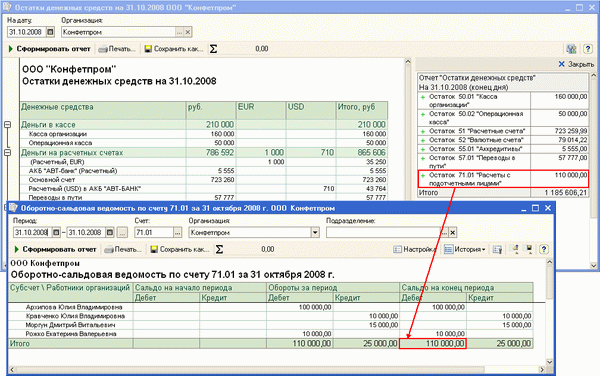 Остатки денежных средств на 31.10.2008 ООО "Конфетпром"
На дату: Организация:
31.10.2008 Конфетпром
Сформировать отчет Печать... Сохранить как... Σ 0,00
Закрыть
ООО "Конфетпром"
Остатки денежных средств на 31.10.2008
Денежные средства руб. EUR USD Итого, руб
Деньги в кассе 210 000 210 000
Касса организации 160 000 160 000
Операционная касса 50 000 50 000
Деньги на расчетных счетах 786 592 1 000 710 865 606
(Расчетный, EUR) 1 000 35 250
АКБ "АВТ-банк" (Расчетный) 5 555 5 555
Основной счет 723 260 723 260
Расчетный (USD) в АКБ "АВТ-БАНК" 710 43 764
Переводы в пути 57 777 57 777
Отчет "Остатки денежных средств"
На 31.10.2008 (конец дня)
Остаток 50.01 "Касса организации" 160 000,00
Остаток 50.02 "Операционная касса" 50 000,00
Остаток 51 "Расчетные счета" 723 259,99
Остаток 52 "Валютные счета" 79 014,22
Остаток 55.01 "Аккредитивы" 5 555,00
Остаток 57.01 "Переводы в пути" 57 777,00
Остаток 71.01 "Расчеты с подотчетными лицами" 110 000,00
Итого 1 185 606,21
Оборотно-сальдовая ведомость по счету 71.01 за 31 октября 2008 г. ООО Конфетпром
Период: Счет: Организация: Подразделение:
31.10.2008 – 31.10.2008 ... 71.01 ... Конфетпром
Сформировать отчет Печать... Сохранить как... Σ 0,00 Настройка История
ООО Конфетпром
Оборотно-сальдовая ведомость по счету 71.01 за 31 октября 2008 г.
Субсчет \ Работники организаций Сальдо на начало периода Обороты за период Сальдо на конец периода
Дебет Кредит Дебет Кредит Дебет Кредит
Архипова Юлия Владимировна 100 000,00 100 000,00
Кравченко Юлия Владимировна 10 000,00 10 000,00
Моргун Дмитрий Витальевич 15 000,00 15 000,00
Рожко Екатерина Валерьевна 10 000,00 10 000,00
Итого 110 000,00 25 000,00 110 000,00 25 000,00